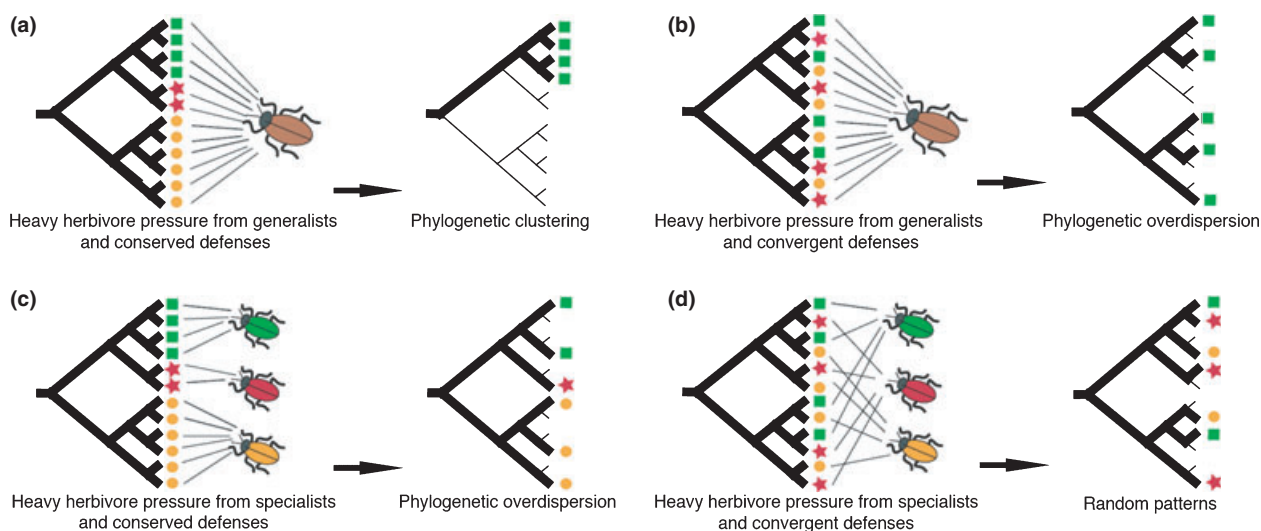 (a)
Heavy herbivore pressure from generalists
and conserved defenses
Phylogenetic clustering
(b)
Heavy herbivore pressure from generalists
and convergent defenses
Phylogenetic overdispersion
(c)
Heavy herbivore pressure from specialists
and conserved defenses
Phylogenetic overdispersion
(d)
Heavy herbivore pressure from specialists
and convergent defenses
Random patterns